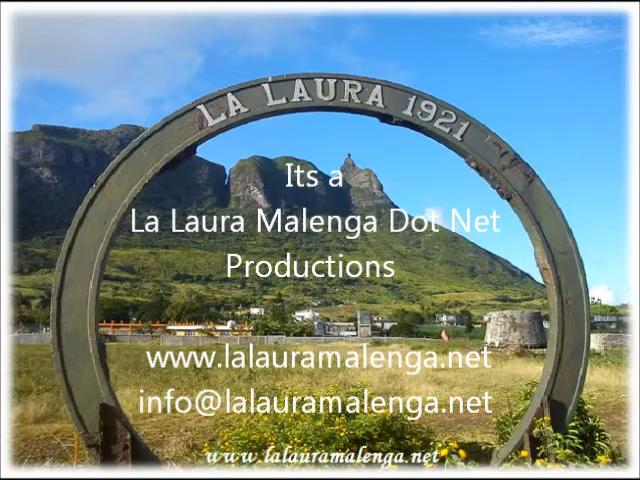 LA LAURA 1921
Its a
La Laura Malenga Dot Net
Productions
www.lalauramalenga.net
info@lalauramalenga.net
www.lalauramalenga.net